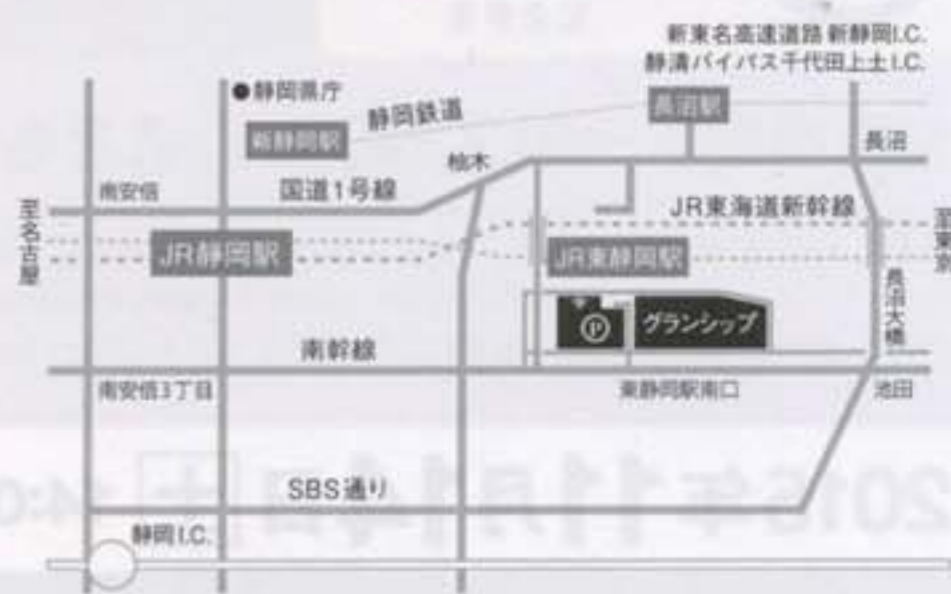 新東名高速道路 新静岡I.C.
静清バイパス千代田上土I.C.
●静岡県庁
静岡鉄道
長沼駅
新静岡駅
長沼
柚木
南安倍
国道1号線
JR東海道新幹線
至名古屋
至東京
JR静岡駅
JR東静岡駅
長沼大橋
P
グランシップ
南幹線
南安倍3丁目
東静岡駅南口
池田
SBS通り
静岡I.C.